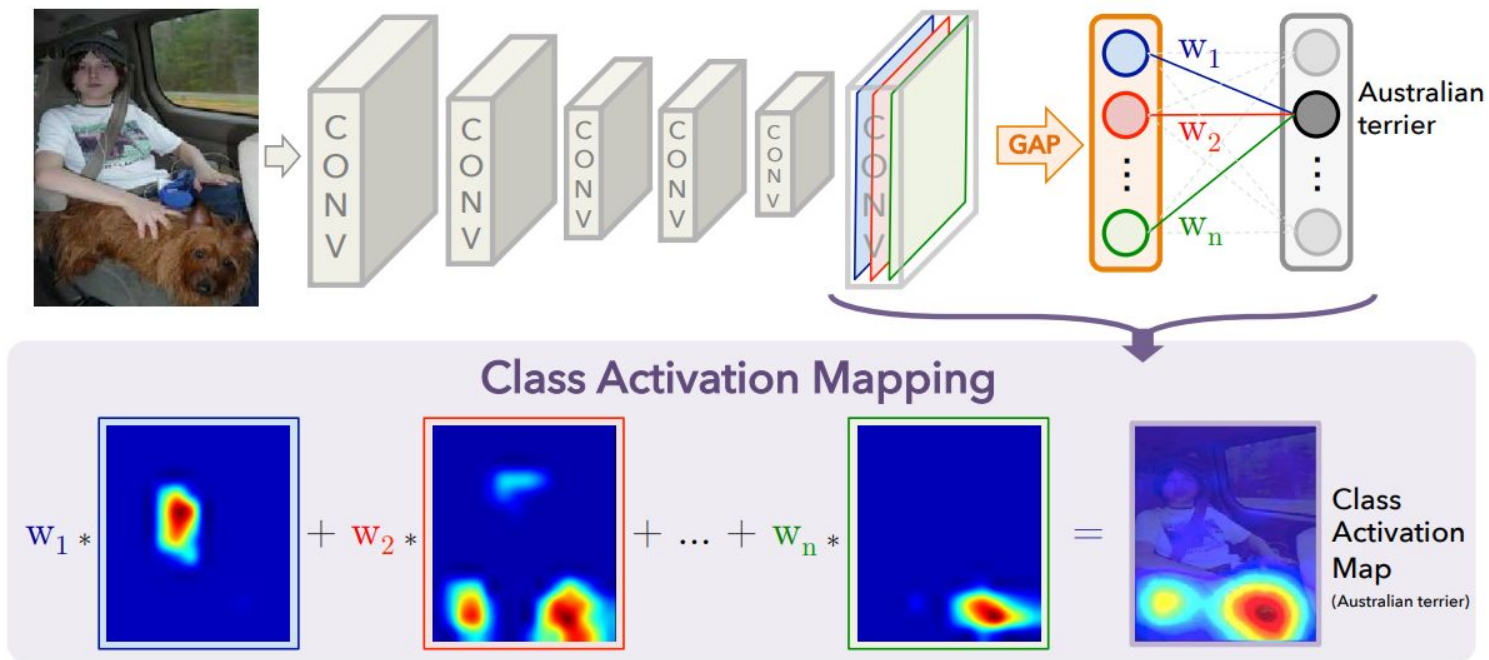 CONV
CONV
CONV
CONV
CONV
CONV
GAP
w1
w2
⋮
wn
⋮
Australian
terrier
Class Activation Mapping
w1 * + w2 * + ... + wn * =
Class
Activation
Map
(Australian terrier)